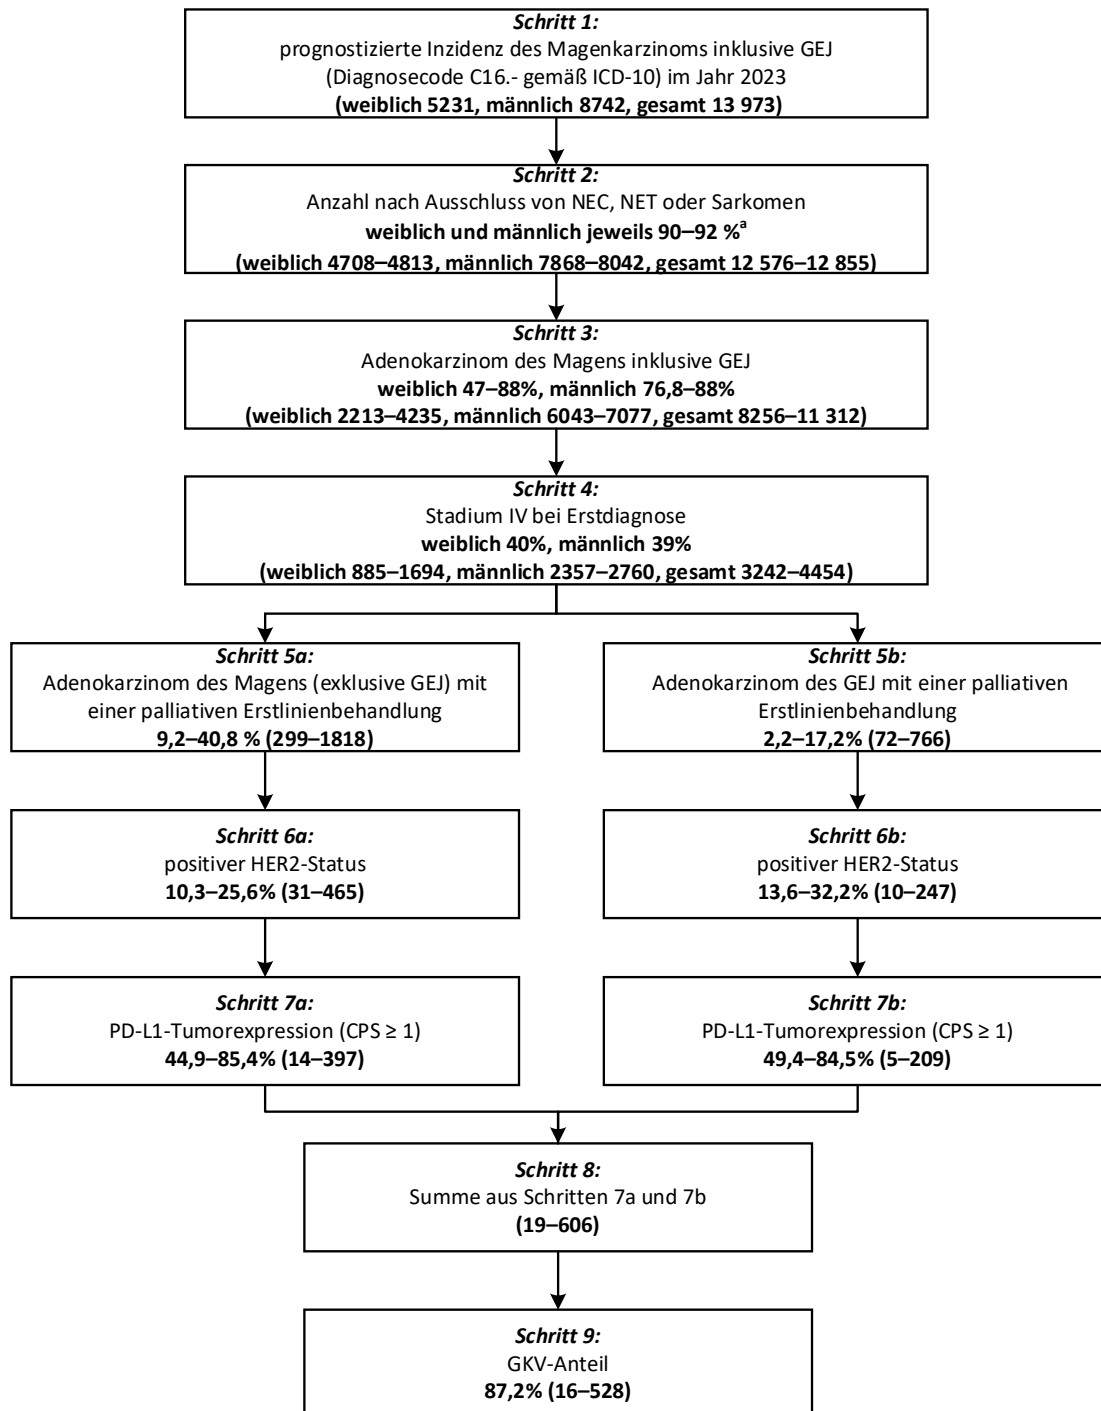 Schritt 1:
prognostizierte Inzidenz des Magenkarzinoms inklusive GEJ
(Diagnosecode C16.- gemäß ICD-10) im Jahr 2023
(weiblich 5231, männlich 8742, gesamt 13 973)
Schritt 2:
Anzahl nach Ausschluss von NEC, NET oder Sarkomen
weiblich und männlich jeweils 90–92 %a
(weiblich 4708–4813, männlich 7868–8042, gesamt 12 576–12 855)
Schritt 3:
Adenokarzinom des Magens inklusive GEJ
weiblich 47–88%, männlich 76,8–88%
(weiblich 2213–4235, männlich 6043–7077, gesamt 8256–11 312)
Schritt 4:
Stadium IV bei Erstdiagnose
weiblich 40%, männlich 39%
(weiblich 885–1694, männlich 2357–2760, gesamt 3242–4454)
Schritt 5a:
Adenokarzinom des Magens (exklusive GEJ) mit
einer palliativen Erstlinienbehandlung
9,2–40,8 % (299–1818)
Schritt 5b:
Adenokarzinom des GEJ mit einer palliativen
Erstlinienbehandlung
2,2–17,2% (72–766)
Schritt 6a:
positiver HER2-Status
10,3–25,6% (31–465)
Schritt 6b:
positiver HER2-Status
13,6–32,2% (10–247)
Schritt 7a:
PD-L1-Tumorexpression (CPS ≥ 1)
44,9–85,4% (14–397)
Schritt 7b:
PD-L1-Tumorexpression (CPS ≥ 1)
49,4–84,5% (5–209)
Schritt 8:
Summe aus Schritten 7a und 7b
(19–606)
Schritt 9:
GKV-Anteil
87,2% (16–528)